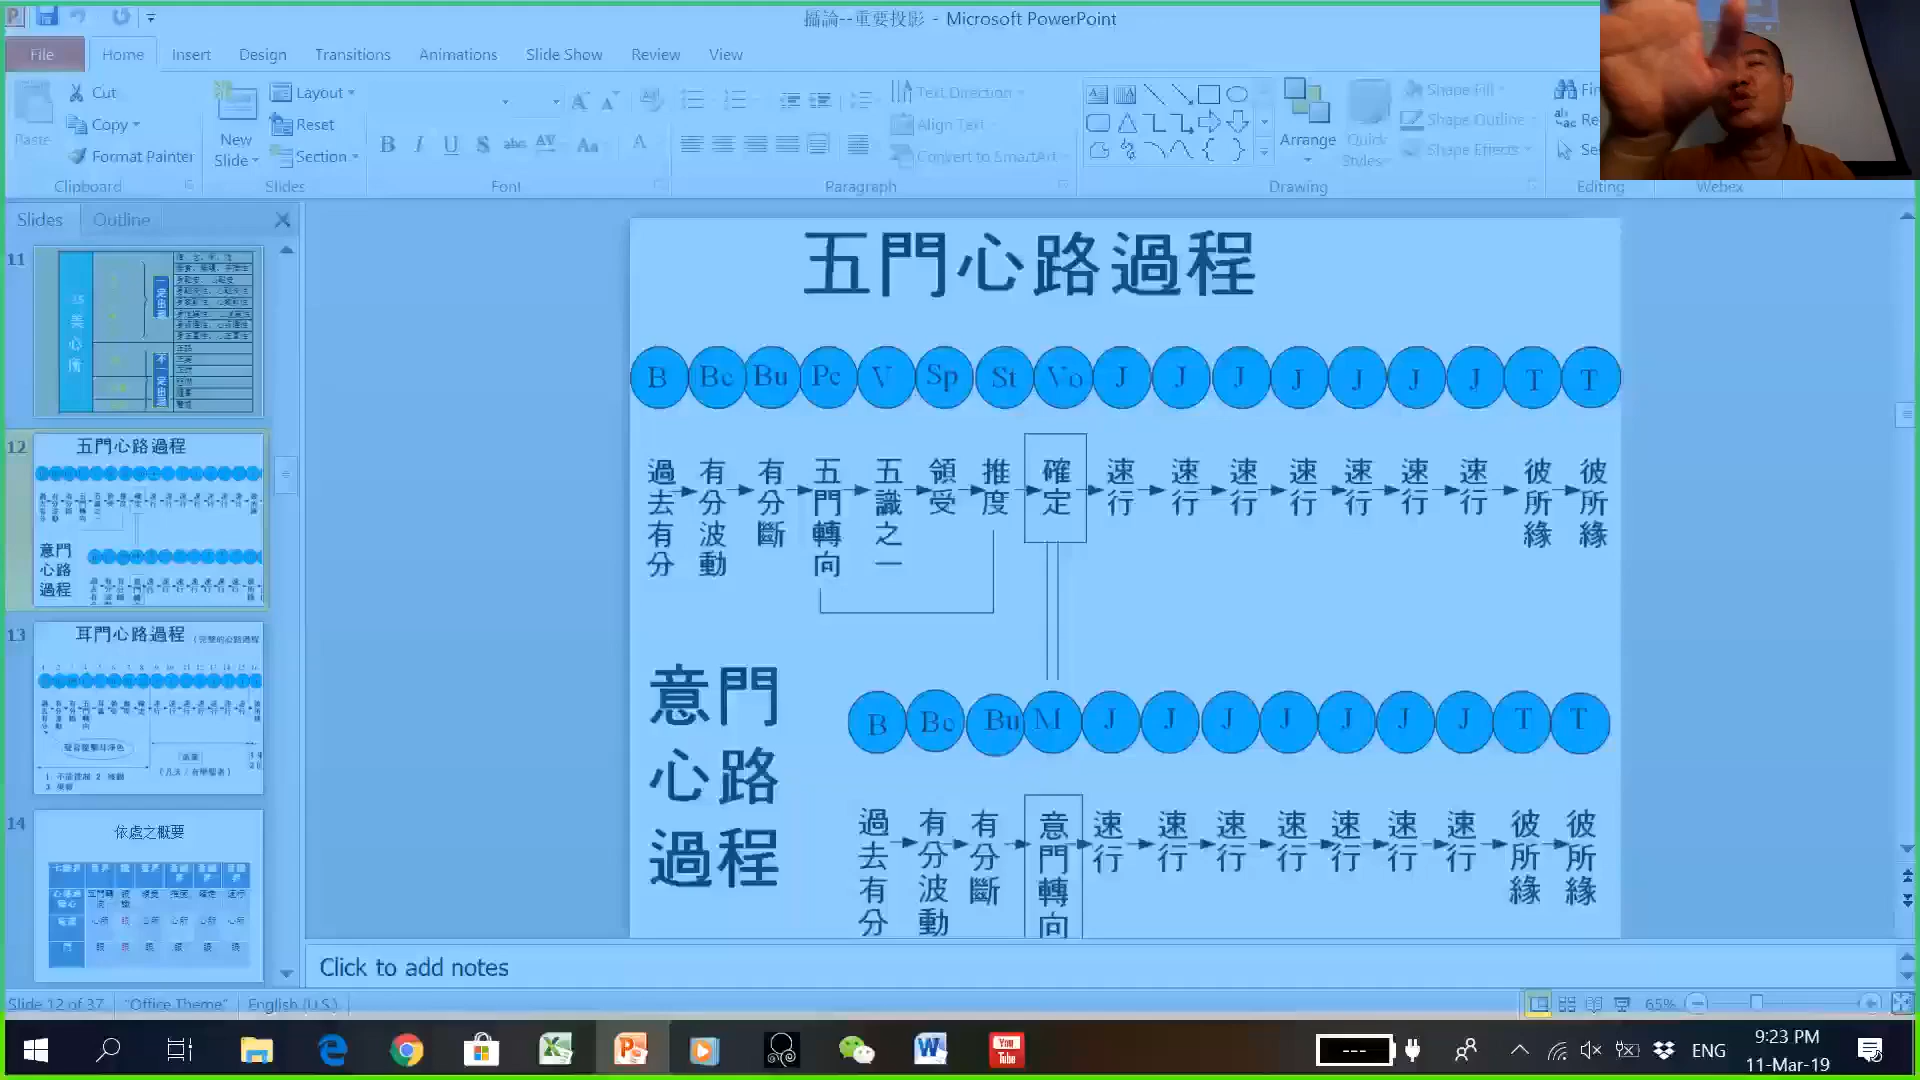 攝論--重要投影 - Microsoft PowerPoint
File Home Insert Design Transitions Animations Slide Show Review View
Cut
Copy
Format Painter
Paste
Clipboard
New Slide
Layout
Reset
Section
Slides
B I U S abc AV Aa A
Font
Text Direction
Align Text
Convert to SmartArt
Paragraph
Arrange
Quick Styles
Shape Fill
Shape Outline
Shape Effects
Drawing
Editing
Webex
Slides Outline
11
12
五門心路過程
意門
心路
過程
13
耳門心路過程
14
依處之概要
五門心路過程
B Bc Bu Pc V Sp St Vo J J J J J J J T T
過去有分 有分波動 有分斷 五門轉向 五識之一 領受 推度 確定 速行 速行 速行 速行 速行 速行 速行 彼所緣 彼所緣
意門
心路
過程
B Bc Bu M J J J J J J J T T
過去有分 有分波動 有分斷 意門轉向 速行 速行 速行 速行 速行 速行 速行 彼所緣 彼所緣
Click to add notes
Slide 12 of 37 "Office Theme" English (U.S.) 65%
You Tube
ENG
9:23 PM
11-Mar-19